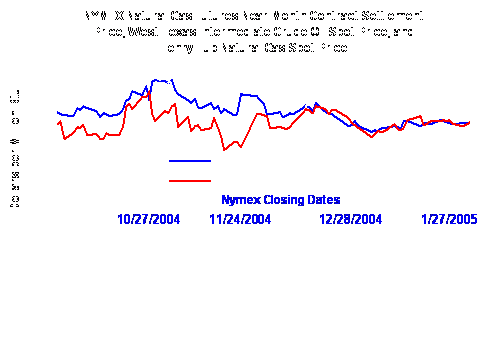 NYMEX Natural Gas Futures Near-Month Contract Settlement
Price, West Texas Intermediate Crude Oil Spot Price, and
Henry Hub Natural Gas Spot Price
Nymex Closing Dates
10/27/2004 11/24/2004 12/28/2004 1/27/2005